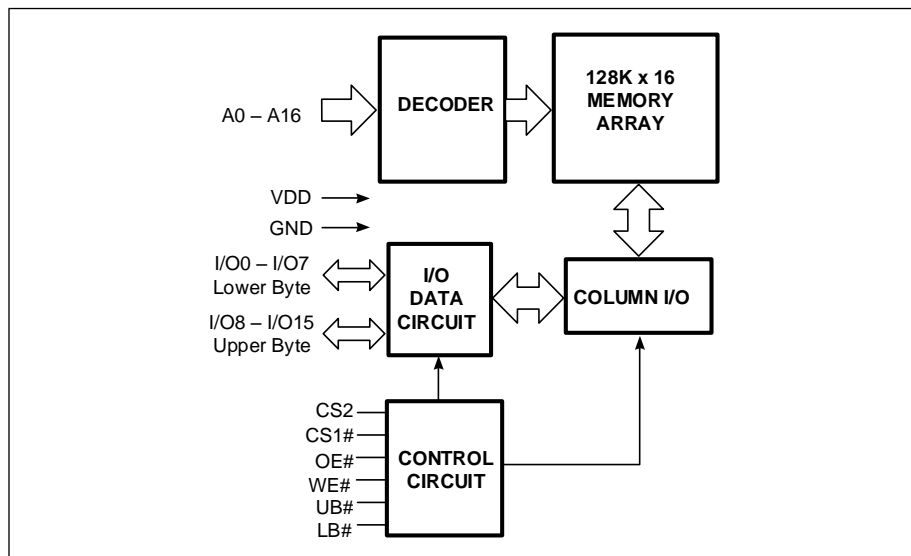 DECODER
128K x 16
MEMORY
ARRAY
A0 – A16
VDD
GND
I/O0 – I/O7
Lower Byte
I/O8 – I/O15
Upper Byte
I/O
DATA
CIRCUIT
COLUMN I/O
CS2
CS1#
OE#
WE#
UB#
LB#
CONTROL
CIRCUIT